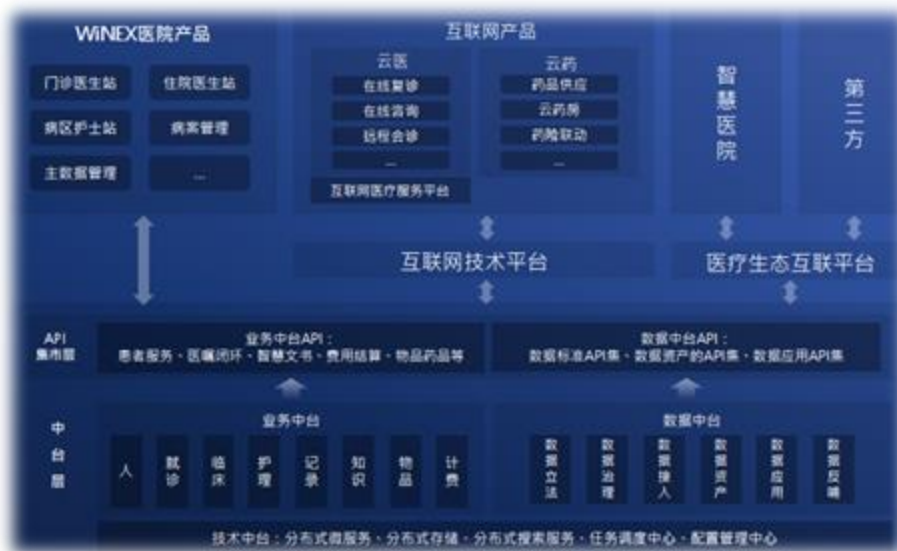 WiNEX医院产品
门诊医生站
住院医生站
病区护士站
病案管理
主数据管理
...
互联网产品
云医
在线复诊
在线咨询
远程会诊
...
互联网医疗服务平台
云药
药品供应
云药房
药险联动
...
智慧医院
第三方
互联网技术平台
医疗生态互联平台
API
集市层
业务中台API：
患者服务、医嘱闭环、智慧文书、费用结算、物品药品等
数据中台API：
数据标准API集、数据资产的API集、数据应用API集
中台层
业务中台
人
就诊
临床
护理
记录
知识
物品
计费
数据中台
数据立法
数据治理
数据接入
数据资产
数据应用
数据反哺
技术中台：分布式微服务、分布式存储、分布式搜索服务、任务调度中心、配置管理中心